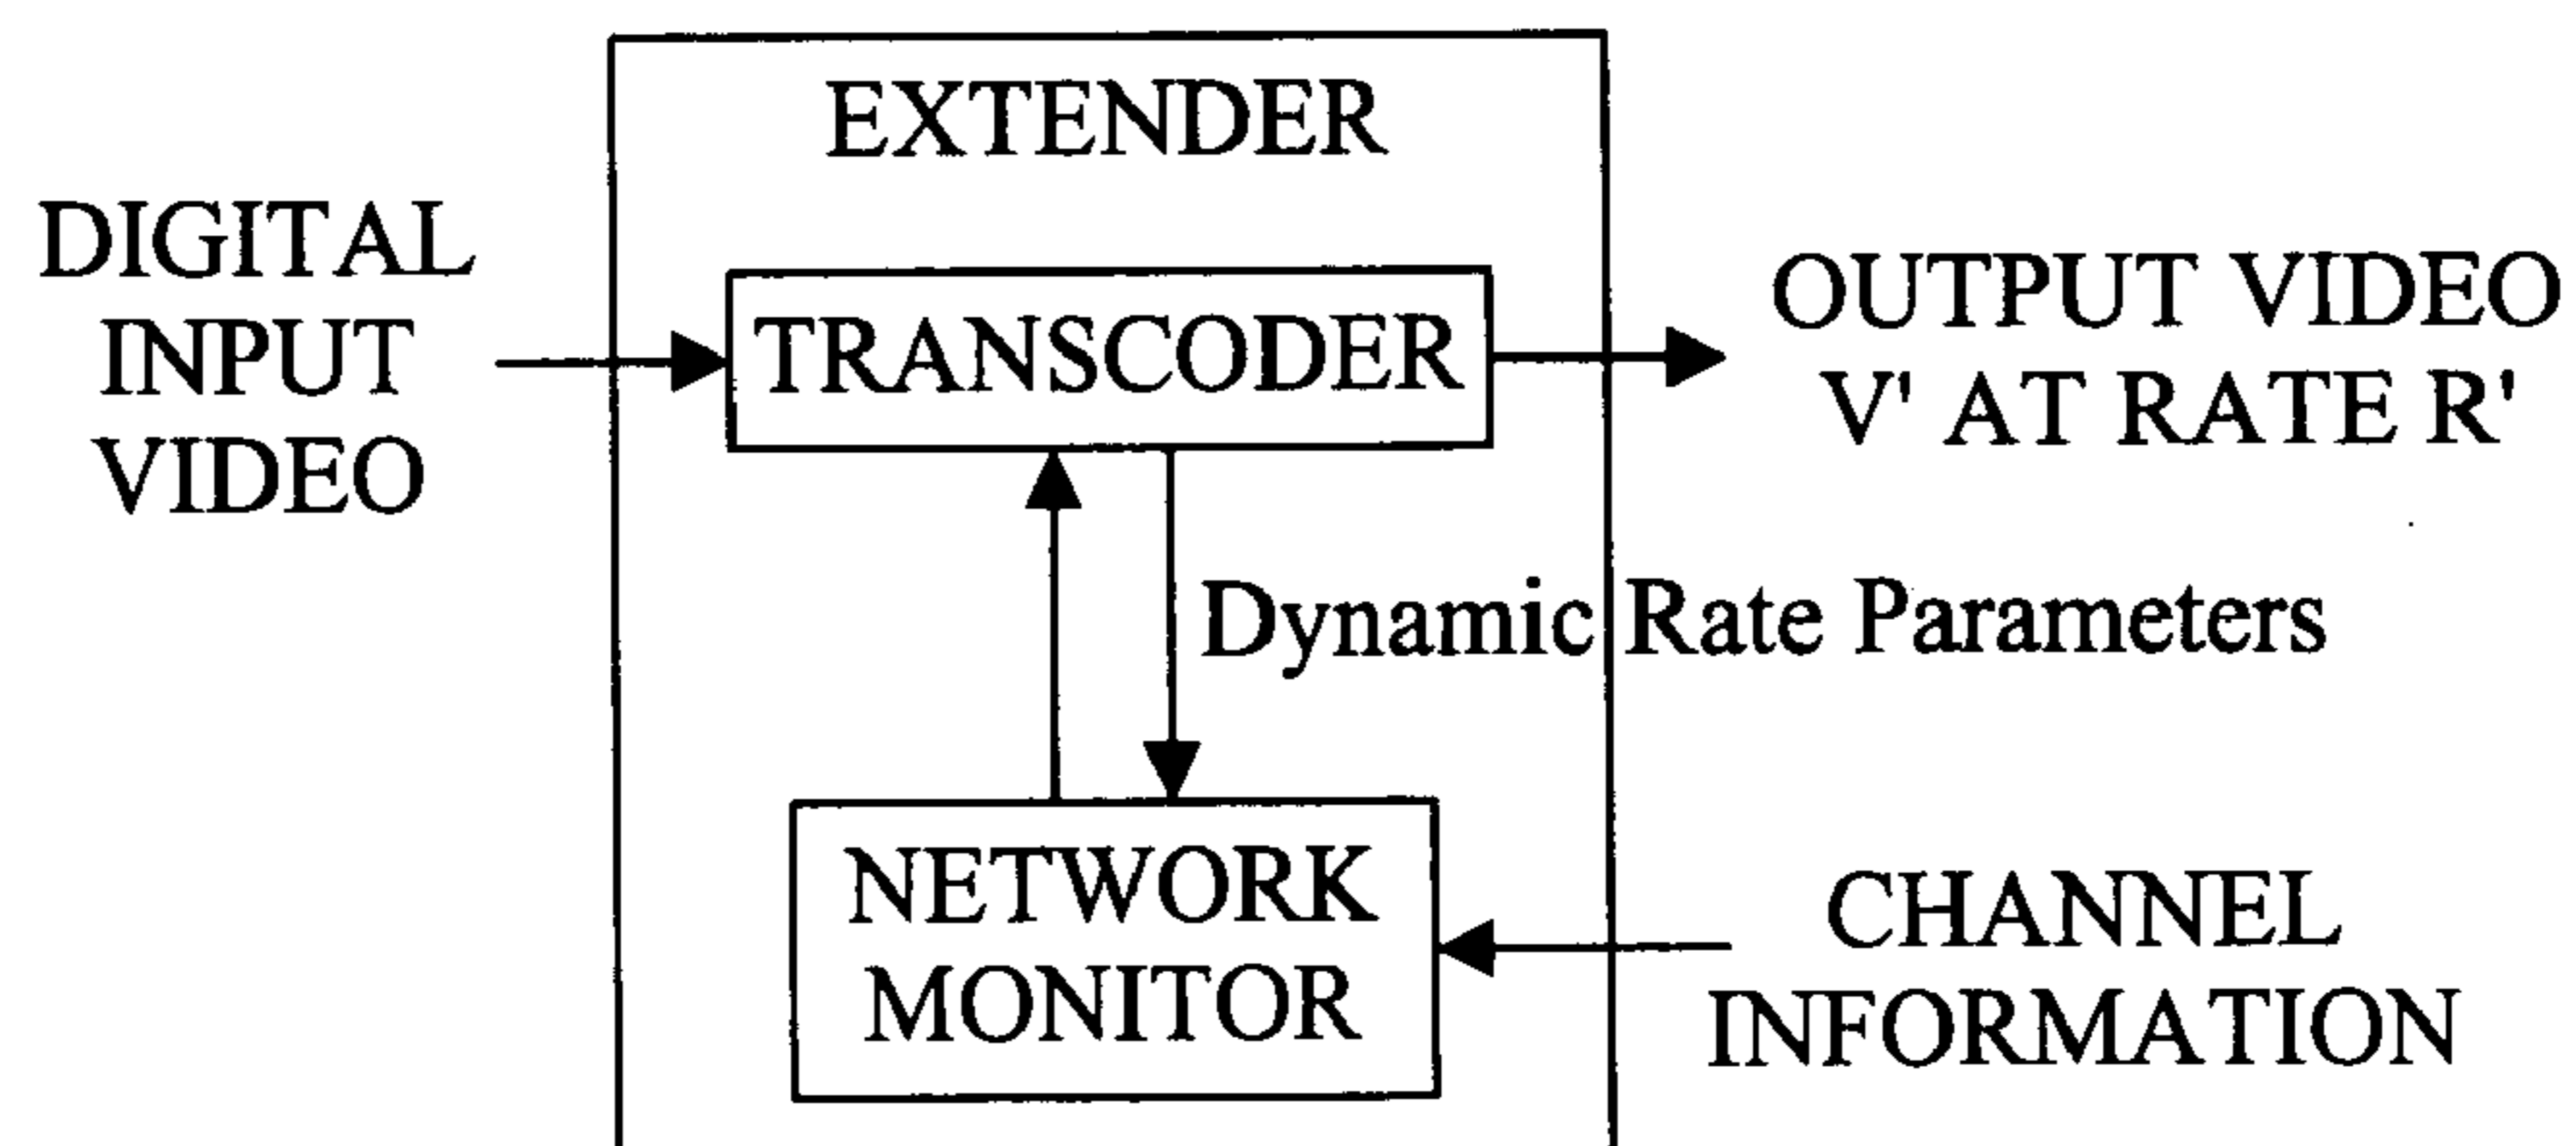 EXTENDER
DIGITAL
INPUT
VIDEO
TRANSCODER
OUTPUT VIDEO
V' AT RATE R'
Dynamic Rate Parameters
NETWORK
MONITOR
CHANNEL
INFORMATION